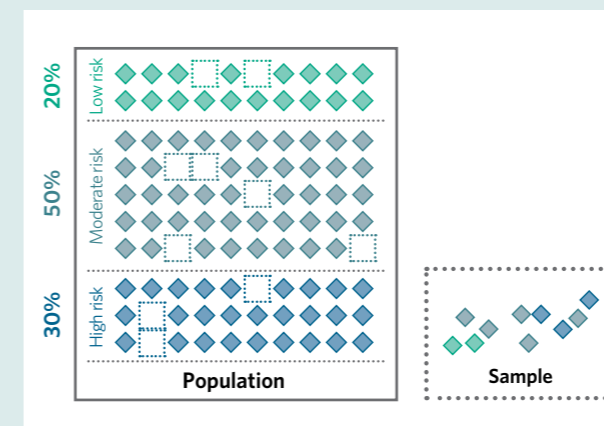 20%
Low risk
50%
Moderate risk
30%
High risk
Population
Sample